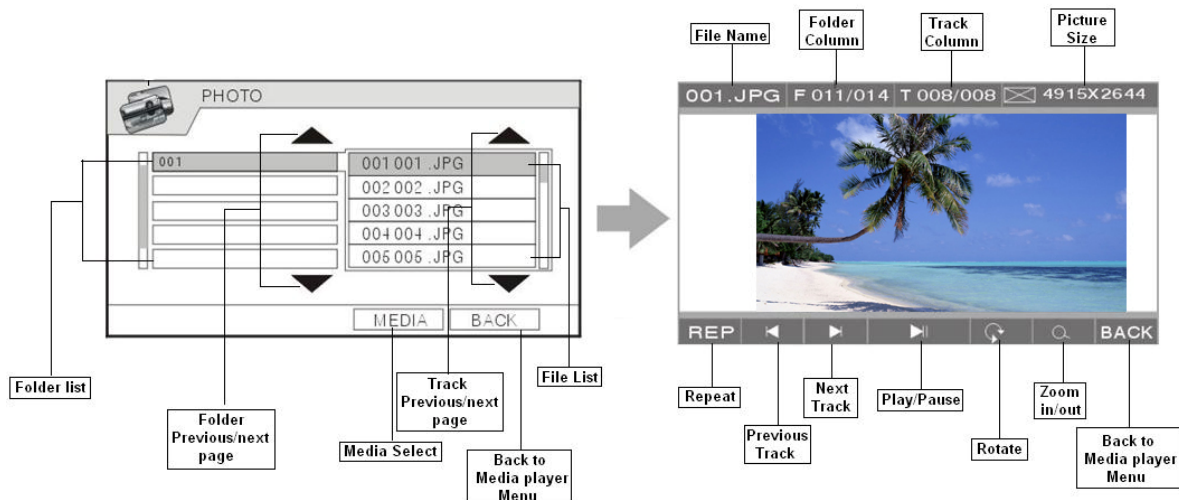 PHOTO
001
001 001 .JPG
002 002 .JPG
003 003 .JPG
004 004 .JPG
005 005 .JPG
MEDIA BACK
Folder list
Folder
Previous/next
page
Media Select
Track
Previous/next
page
Back to
Media player
Menu
File List
File Name
Folder
Column
Track
Column
Picture
Size
001.JPG F 011/014 T 008/008 4915X2644
REP BACK
Repeat
Previous
Track
Next
Track
Play/Pause
Rotate
Zoom
in/out
Back to
Media player
Menu